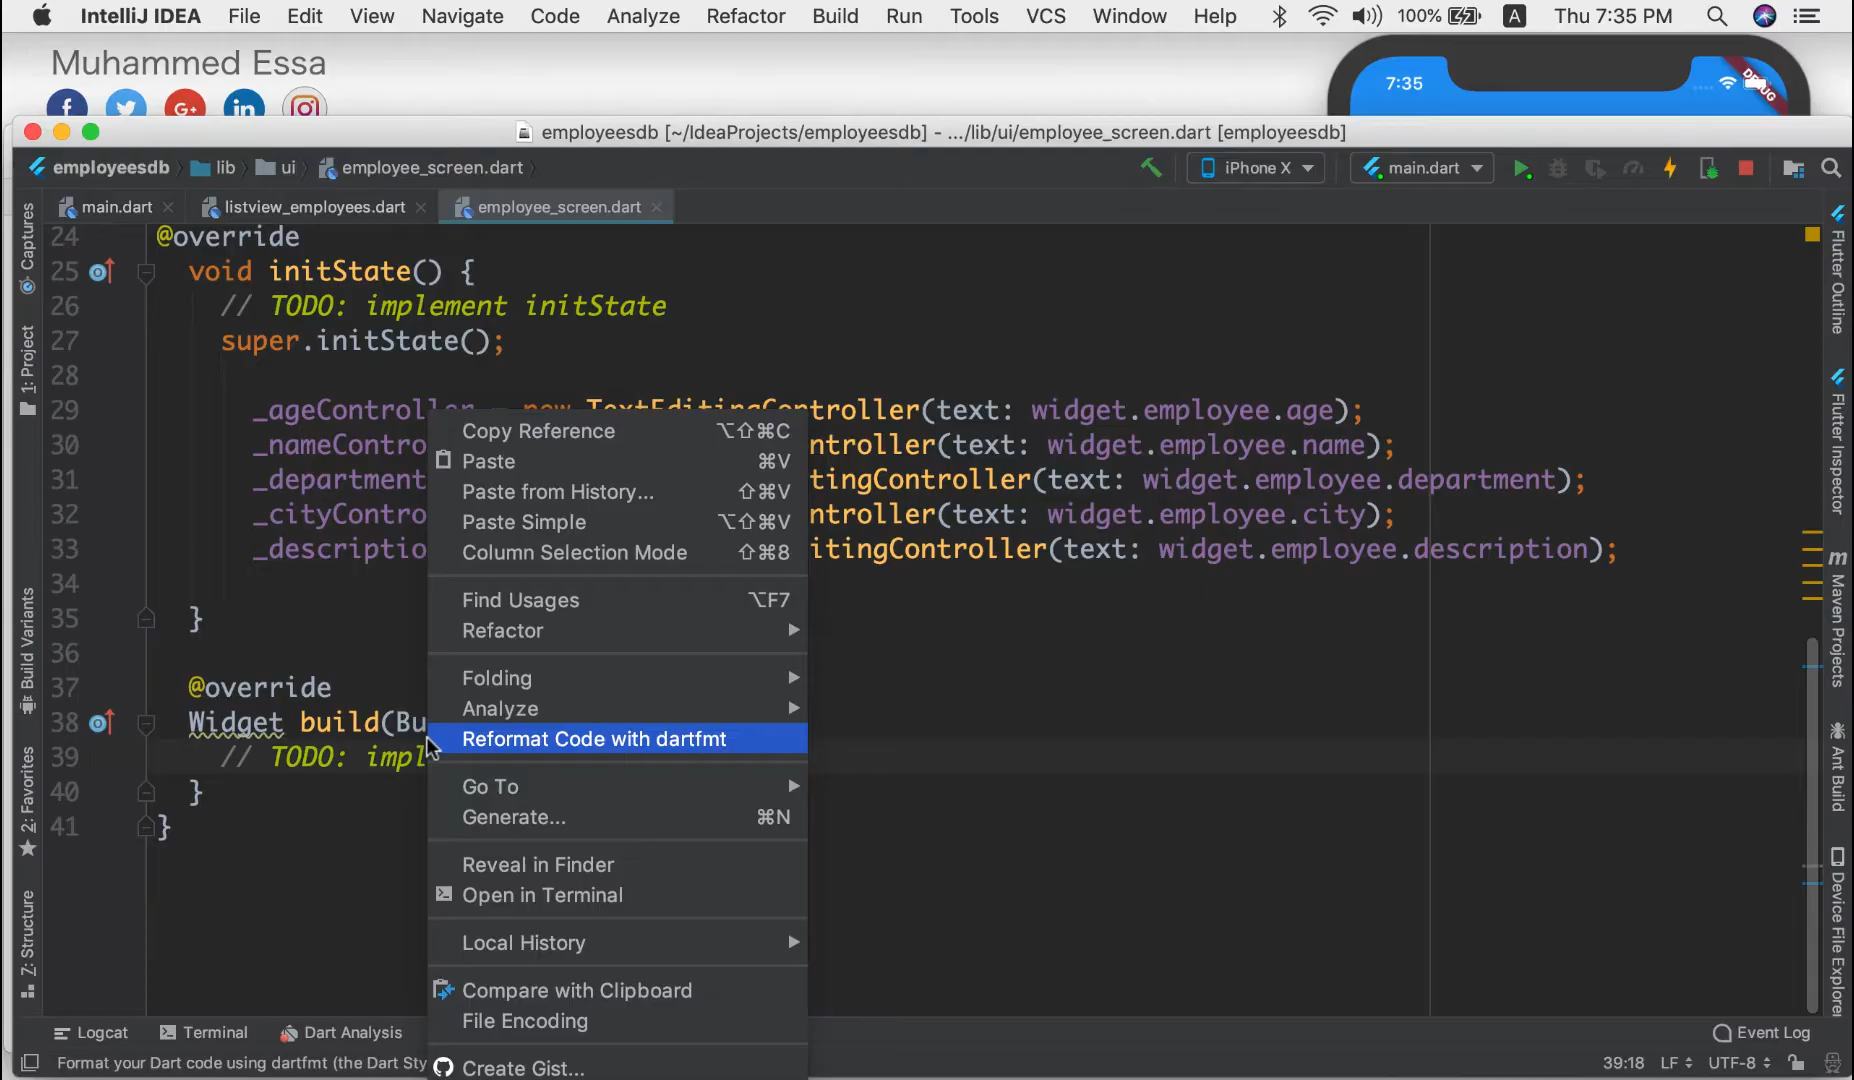 IntelliJ IDEA File Edit View Navigate Code Analyze Refactor Build Run Tools VCS Window Help 100% A Thu 7:35 PM
Muhammed Essa
7:35
DEBUG
f G+ in
employeesdb [~/IdeaProjects/employeesdb] - .../lib/ui/employee_screen.dart [employeesdb]
employeesdb lib ui employee_screen.dart iPhone X main.dart
main.dart listview_employees.dart employee_screen.dart
24 @override
25 void initState() {
26 // TODO: implement initState
27 super.initState();
28
29 _ageController = new TextEditingController(text: widget.employee.age);
30 _nameContro ntroller(text: widget.employee.name);
31 _department tingController(text: widget.employee.department);
32 _cityContro ntroller(text: widget.employee.city);
33 _descriptio itingController(text: widget.employee.description);
34
35 }
36
37 @override
38 Widget build(Bu
39 // TODO: impl
40 }
41 }
Copy Reference ⌥⇧⌘C
Paste ⌘V
Paste from History... ⇧⌘V
Paste Simple ⌥⇧⌘V
Column Selection Mode ⇧⌘8
Find Usages ⌥F7
Refactor
Folding
Analyze
Reformat Code with dartfmt
Go To
Generate... ⌘N
Reveal in Finder
Open in Terminal
Local History
Compare with Clipboard
File Encoding
Create Gist...
Captures
1: Project
Build Variants
2: Favorites
7: Structure
Flutter Outline
Flutter Inspector
m Maven Projects
Ant Build
Device File Explorer
Logcat Terminal Dart Analysis Event Log
Format your Dart code using dartfmt (the Dart Sty 39:18 LF UTF-8